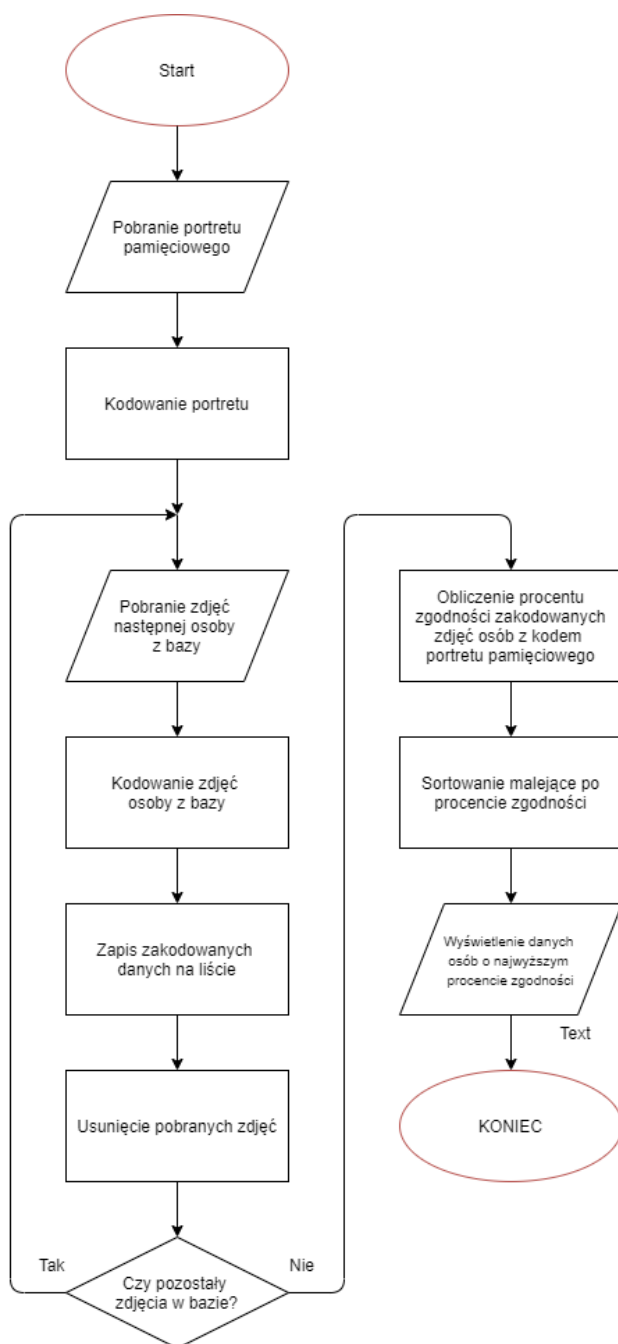 Start
Pobranie portretu
pamięciowego
Kodowanie portretu
Pobranie zdjęć
następnej osoby
z bazy
Kodowanie zdjęć
osoby z bazy
Zapis zakodowanych
danych na liście
Usunięcie pobranych zdjęć
Tak
Czy pozostały
zdjęcia w bazie?
Nie
Obliczenie procentu
zgodności zakodowanych
zdjęć osób z kodem
portretu pamięciowego
Sortowanie malejące po
procencie zgodności
Wyświetlenie danych
osób o najwyższym
procencie zgodności
Text
KONIEC